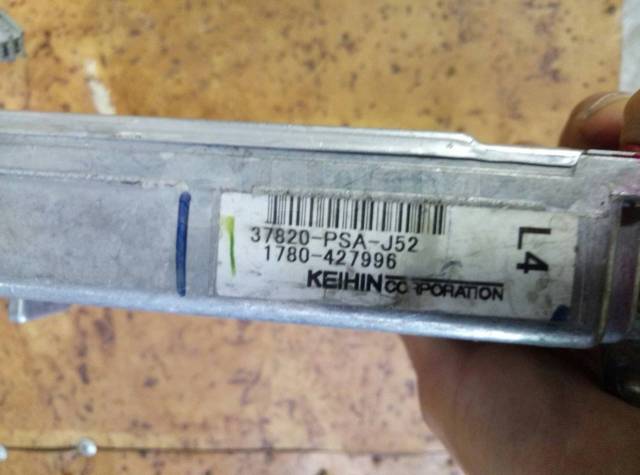 37820-PSA-J52
1780-427996
KEIHIN CORPORATION
L4